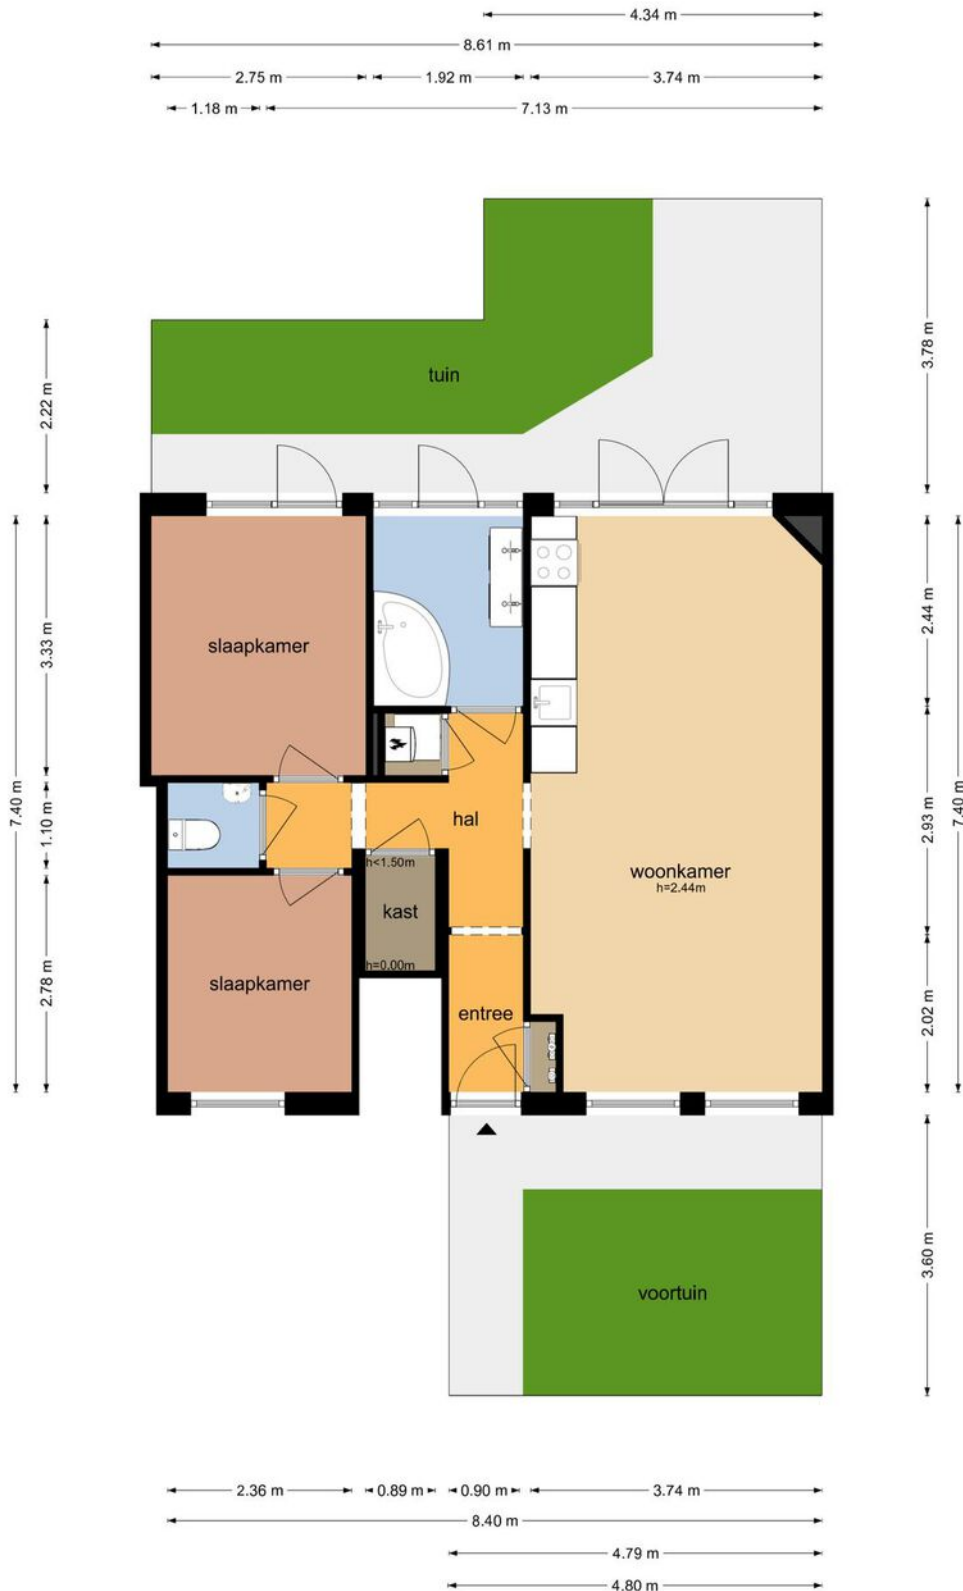 4.34 m
8.61 m
2.75 m
1.92 m
3.74 m
1.18 m
7.13 m
3.78 m
2.22 m
tuin
7.40 m
3.33 m
slaapkamer
2.44 m
7.40 m
1.10 m
hal
2.93 m
h<1.50m
woonkamer
h=2.44m
kast
h=0.00m
2.78 m
slaapkamer
entree
2.02 m
3.60 m
voortuin
2.36 m
0.89 m
0.90 m
3.74 m
8.40 m
4.79 m
4.80 m